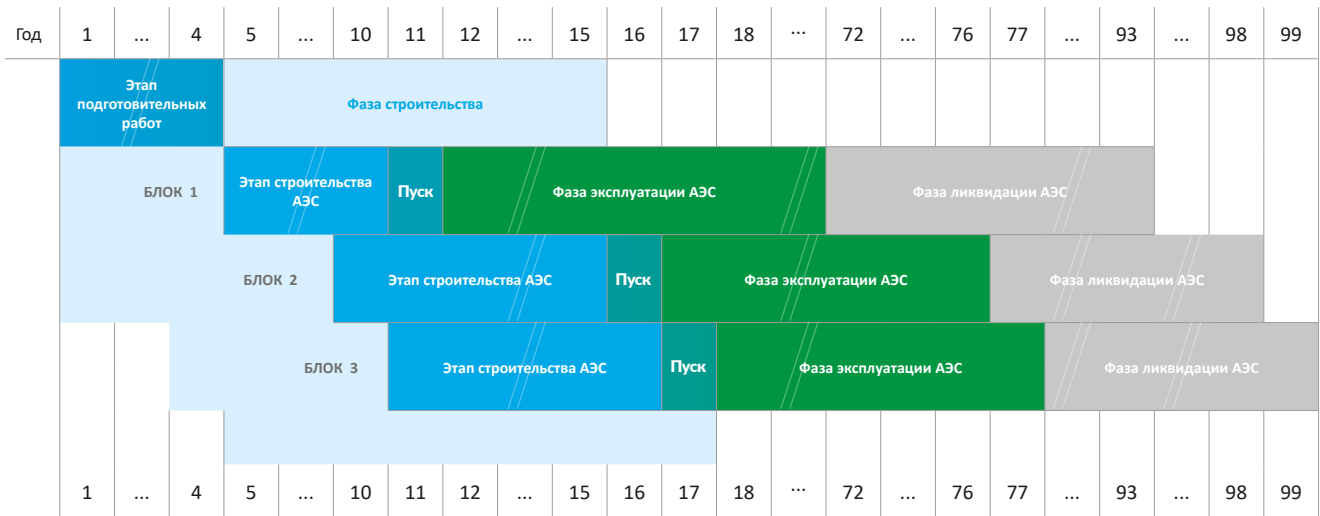 Год 1 ... 4 5 ... 10 11 12 ... 15 16 17 18 ... 72 ... 76 77 ... 93 ... 98 99
Этап
подготовительных
работ
Фаза строительства
БЛОК 1
Этап строительства
АЭС
Пуск
Фаза эксплуатации АЭС
Фаза ликвидации АЭС
БЛОК 2
Этап строительства АЭС
Пуск
Фаза эксплуатации АЭС
Фаза ликвидации АЭС
БЛОК 3
Этап строительства АЭС
Пуск
Фаза эксплуатации АЭС
Фаза ликвидации АЭС
1 ... 4 5 ... 10 11 12 ... 15 16 17 18 ... 72 ... 76 77 ... 93 ... 98 99